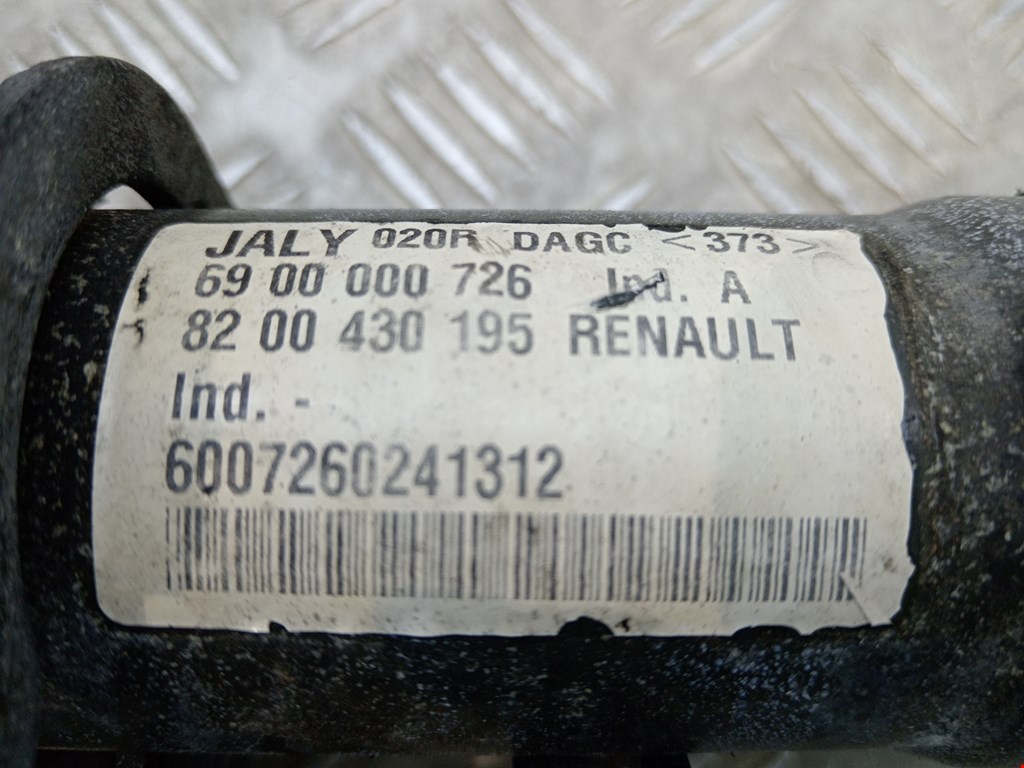 JALY 020R DAGC <373>
69 00 000 726 Ind. A
82 00 430 195 RENAULT
Ind. -
6007260241312